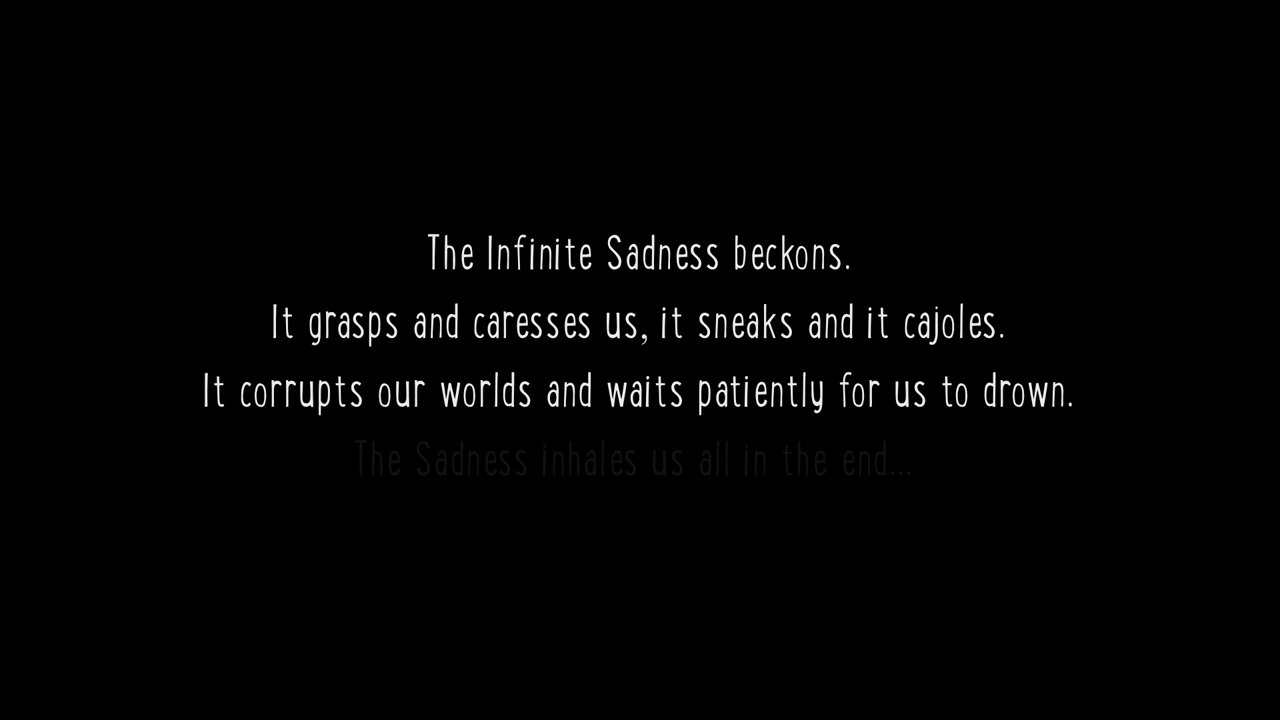 The Infinite Sadness beckons.
It grasps and caresses us, it sneaks and it cajoles.
It corrupts our worlds and waits patiently for us to drown.
The Sadness inhales us all in the end...